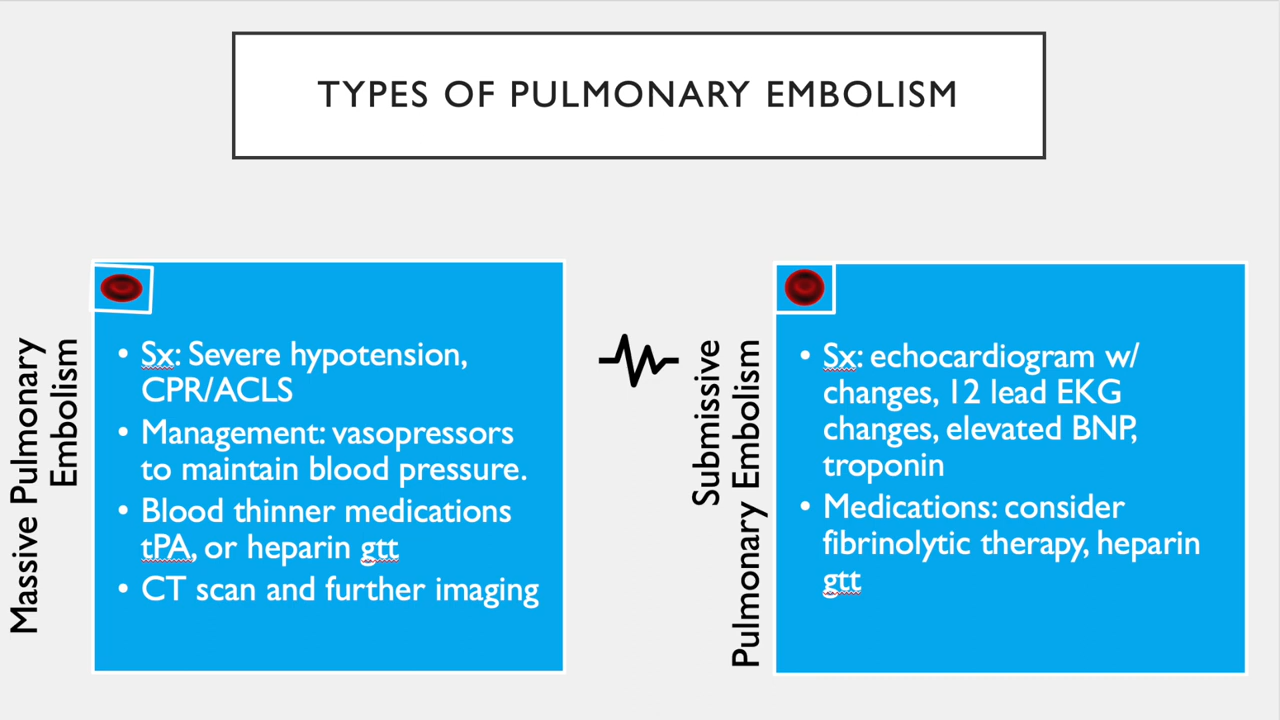 TYPES OF PULMONARY EMBOLISM
Massive Pulmonary
Embolism
• Sx: Severe hypotension,
CPR/ACLS
• Management: vasopressors
to maintain blood pressure.
• Blood thinner medications
tPA, or heparin gtt
• CT scan and further imaging
Submissive
Pulmonary Embolism
• Sx: echocardiogram w/
changes, 12 lead EKG
changes, elevated BNP,
troponin
• Medications: consider
fibrinolytic therapy, heparin
gtt